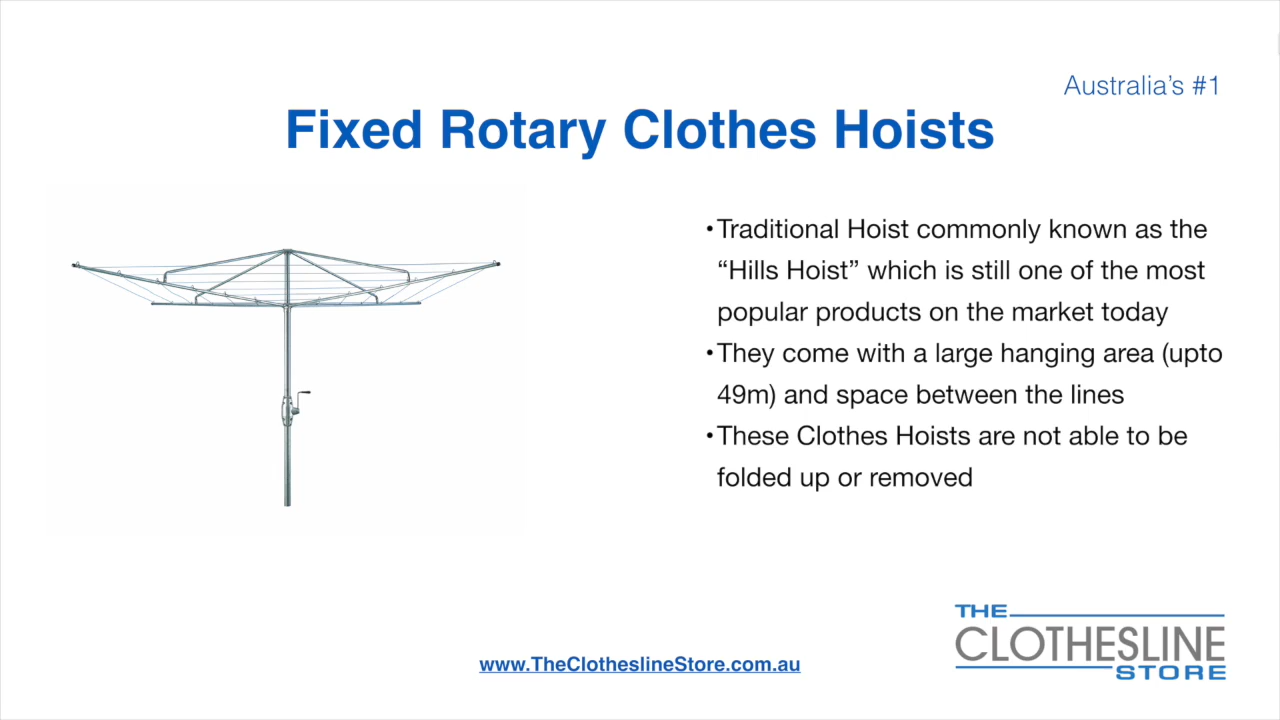 Australia's #1
Fixed Rotary Clothes Hoists
•Traditional Hoist commonly known as the
“Hills Hoist” which is still one of the most
popular products on the market today
•They come with a large hanging area (upto
49m) and space between the lines
•These Clothes Hoists are not able to be
folded up or removed
www.TheClotheslineStore.com.au
THE
CLOTHESLINE
STORE